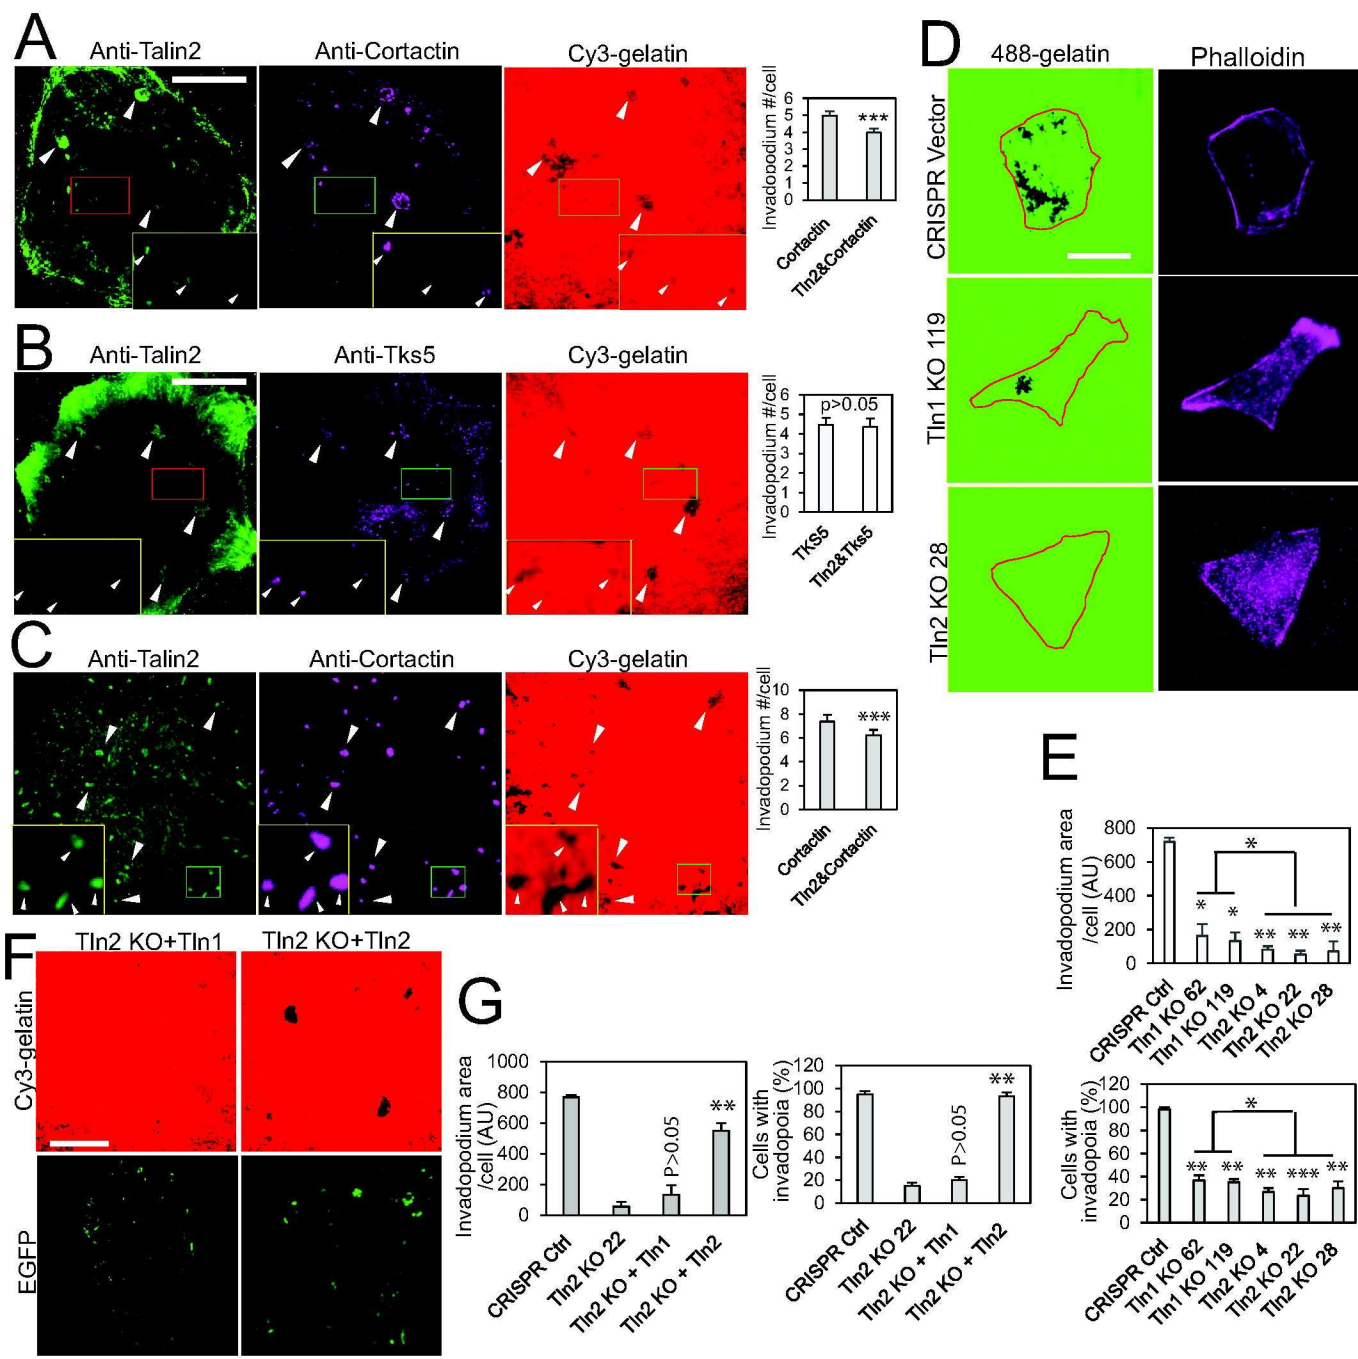 A
Anti-Talin2
Anti-Cortactin
Cy3-gelatin
Invadopodium #/cell
6
5
4
3
2
1
0
***
Cortactin
Tln2&Cortactin
B
Anti-Talin2
Anti-Tks5
Cy3-gelatin
Invadopodium #/cell
6
5
4
3
2
1
0
p>0.05
TKS5
Tln2&Tks5
C
Anti-Talin2
Anti-Cortactin
Cy3-gelatin
Invadopodium #/cell
10
8
6
4
2
0
***
Cortactin
Tln2&Cortactin
D
488-gelatin
Phalloidin
CRISPR Vector
Tln1 KO 119
Tln2 KO 28
E
Invadopodium area
/cell (AU)
800
600
400
200
0
*
* * ** ** **
CRISPR Ctrl
Tln1 KO 62
Tln1 KO 119
Tln2 KO 4
Tln2 KO 22
Tln2 KO 28
Cells with
invadopoia (%)
120
100
80
60
40
20
0
*
** ** ** *** **
CRISPR Ctrl
Tln1 KO 62
Tln1 KO 119
Tln2 KO 4
Tln2 KO 22
Tln2 KO 28
F
Tln2 KO+Tln1
Tln2 KO+Tln2
Cy3-gelatin
EGFP
G
Invadopodium area
/cell (AU)
1000
800
600
400
200
0
P>0.05
**
CRISPR Ctrl
Tln2 KO 22
Tln2 KO + Tln1
Tln2 KO + Tln2
Cells with
invadopoia (%)
120
100
80
60
40
20
0
P>0.05
**
CRISPR Ctrl
Tln2 KO 22
Tln2 KO + Tln1
Tln2 KO + Tln2